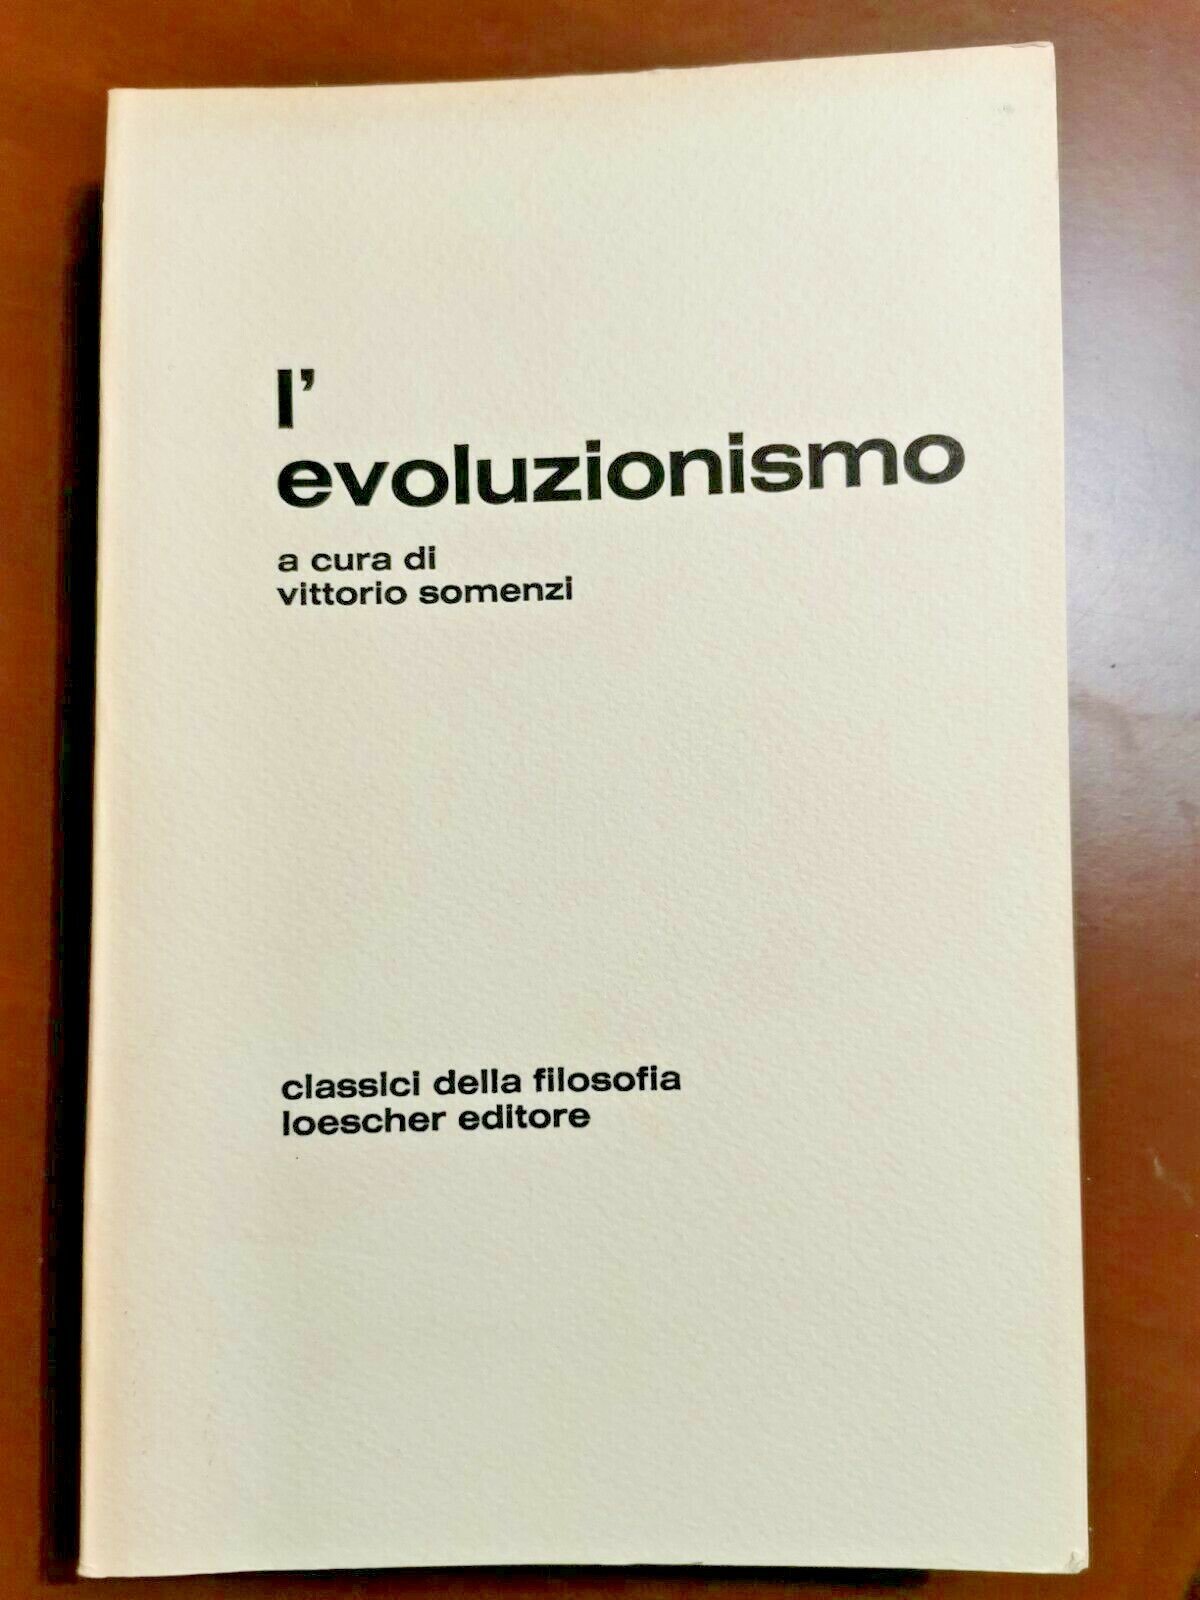 l'
evoluzionismo
a cura di
vittorio somenzi
classici della filosofia
loescher editore